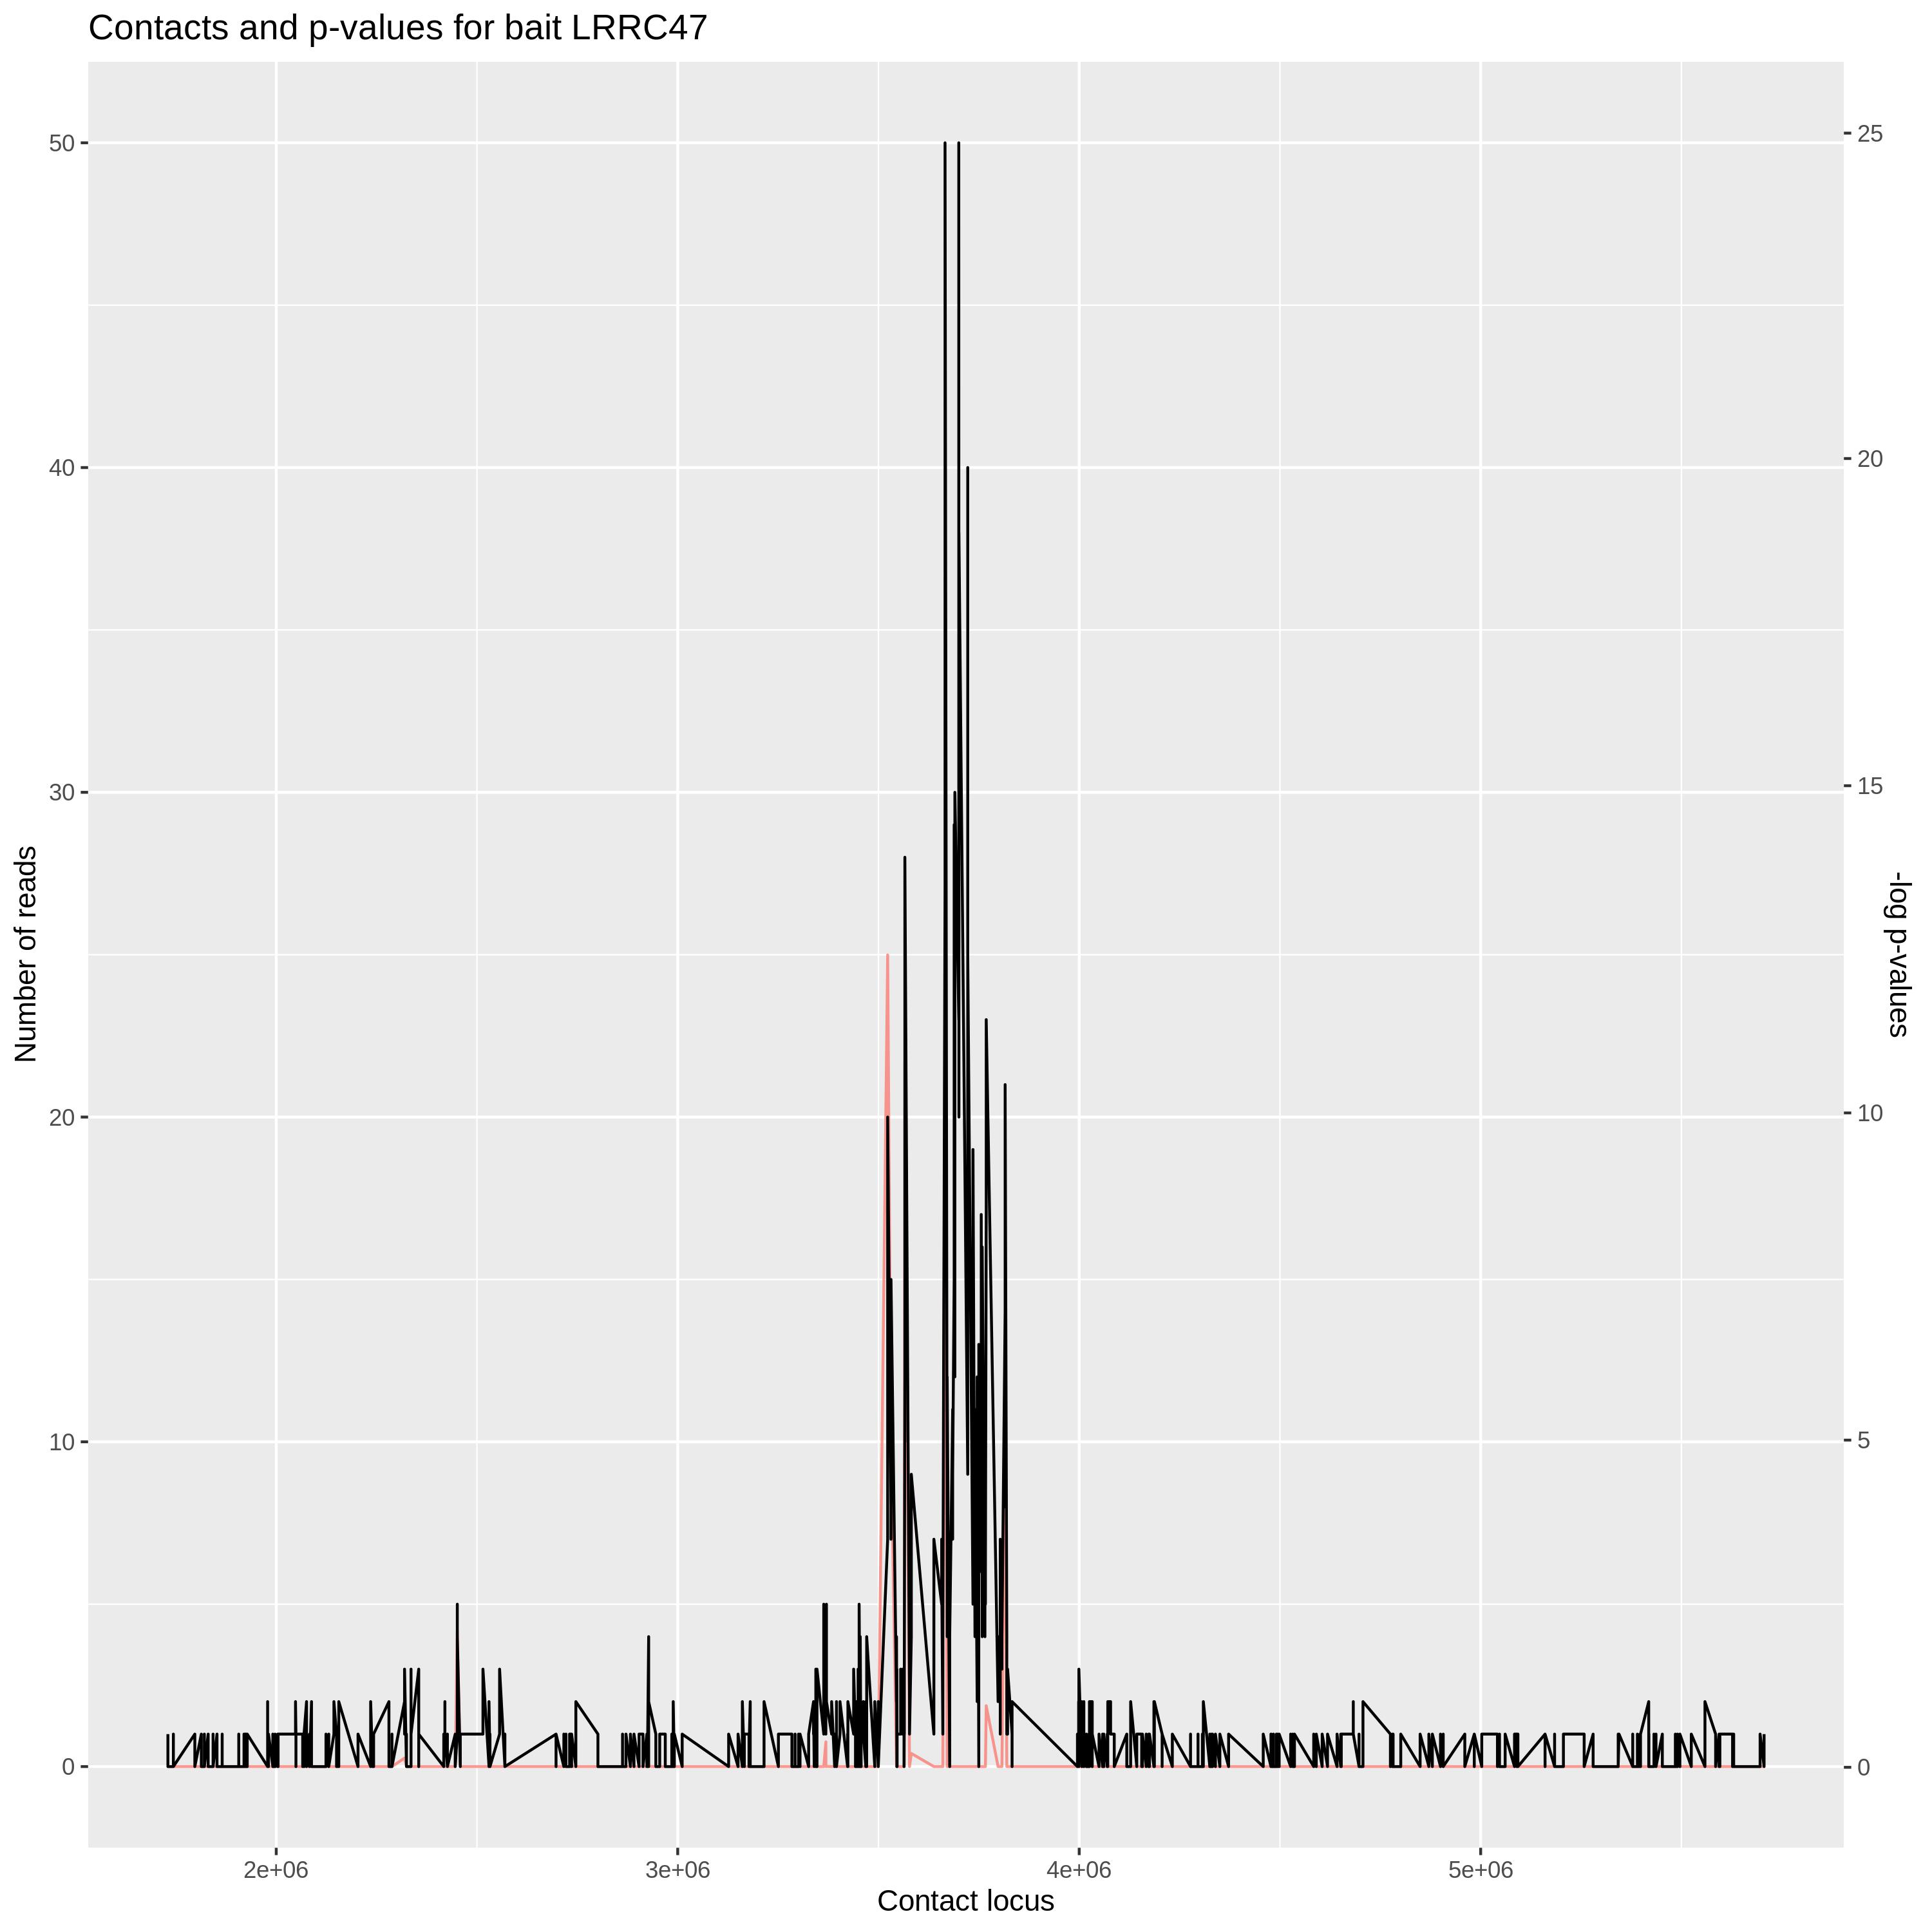 Contacts and p-values for bait LRRC47
50
40
30
20
10
0
25
20
15
10
5
0
Number of reads
-log p-values
2e+06
3e+06
4e+06
5e+06
Contact locus